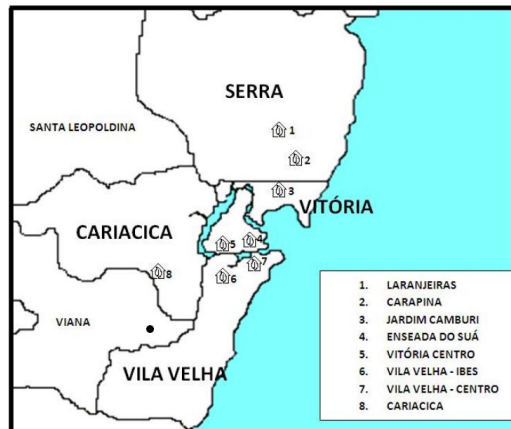 SERRA
1
SANTA LEOPOLDINA
2
3
VITÓRIA
CARIACICA
4
5
7
8
6
VIANA
VILA VELHA
1. LARANJEIRAS
2. CARAPINA
3. JARDIM CAMBURI
4. ENSEADA DO SUÁ
5. VITÓRIA CENTRO
6. VILA VELHA - IBES
7. VILA VELHA - CENTRO
8. CARIACICA